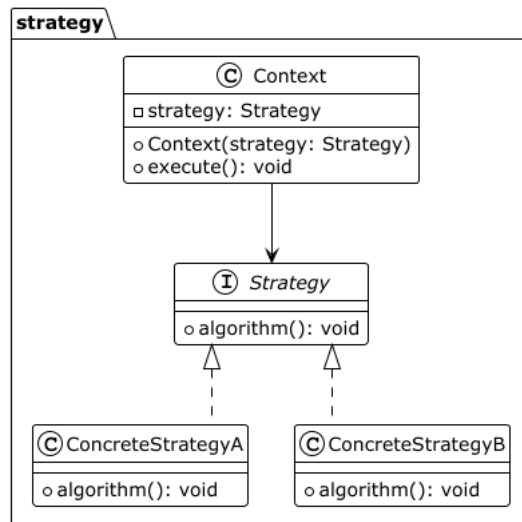 strategy
C Context
strategy: Strategy
Context(strategy: Strategy)
execute(): void
I Strategy
algorithm(): void
C ConcreteStrategyA
algorithm(): void
C ConcreteStrategyB
algorithm(): void